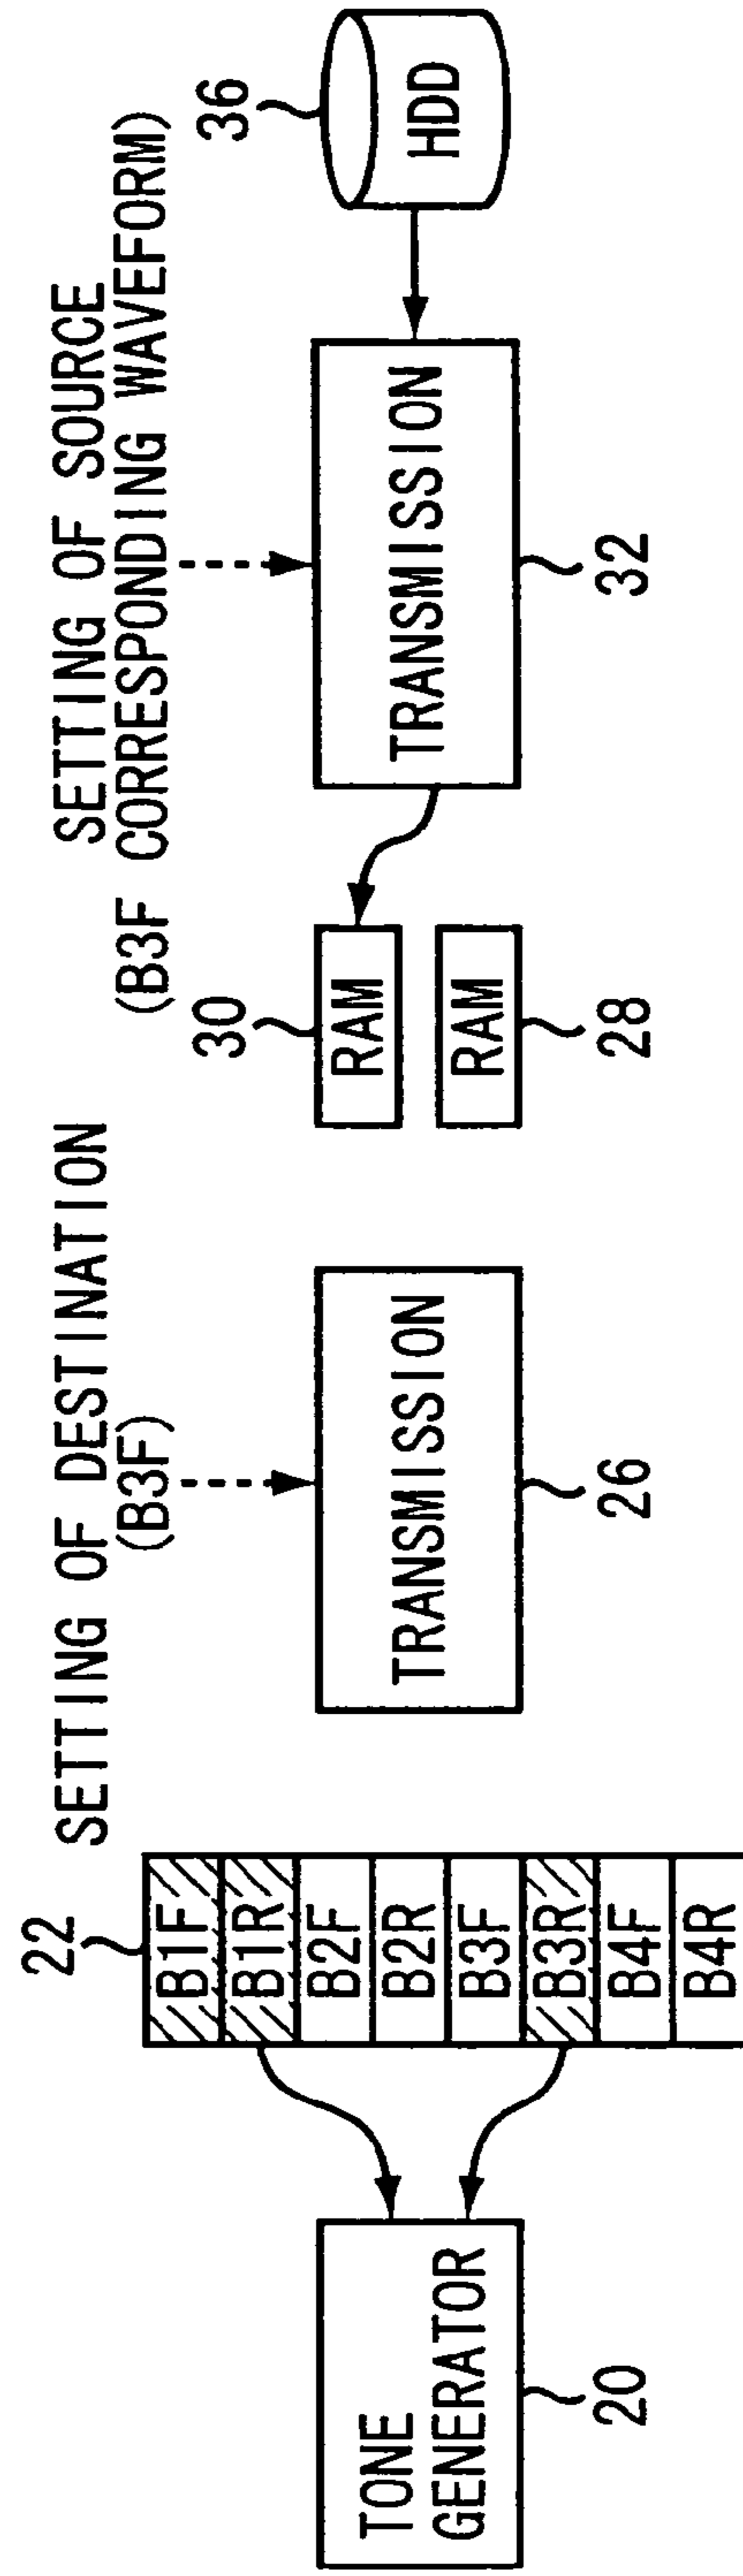 SETTING OF SOURCE
(B3F CORRESPONDING WAVEFORM)
SETTING OF DESTINATION
(B3F)
22
B1F
B1R
B2F
B2R
B3F
B3R
B4F
B4R
TONE
GENERATOR
20
TRANSMISSION
26
30
RAM
RAM
28
TRANSMISSION
32
36
HDD